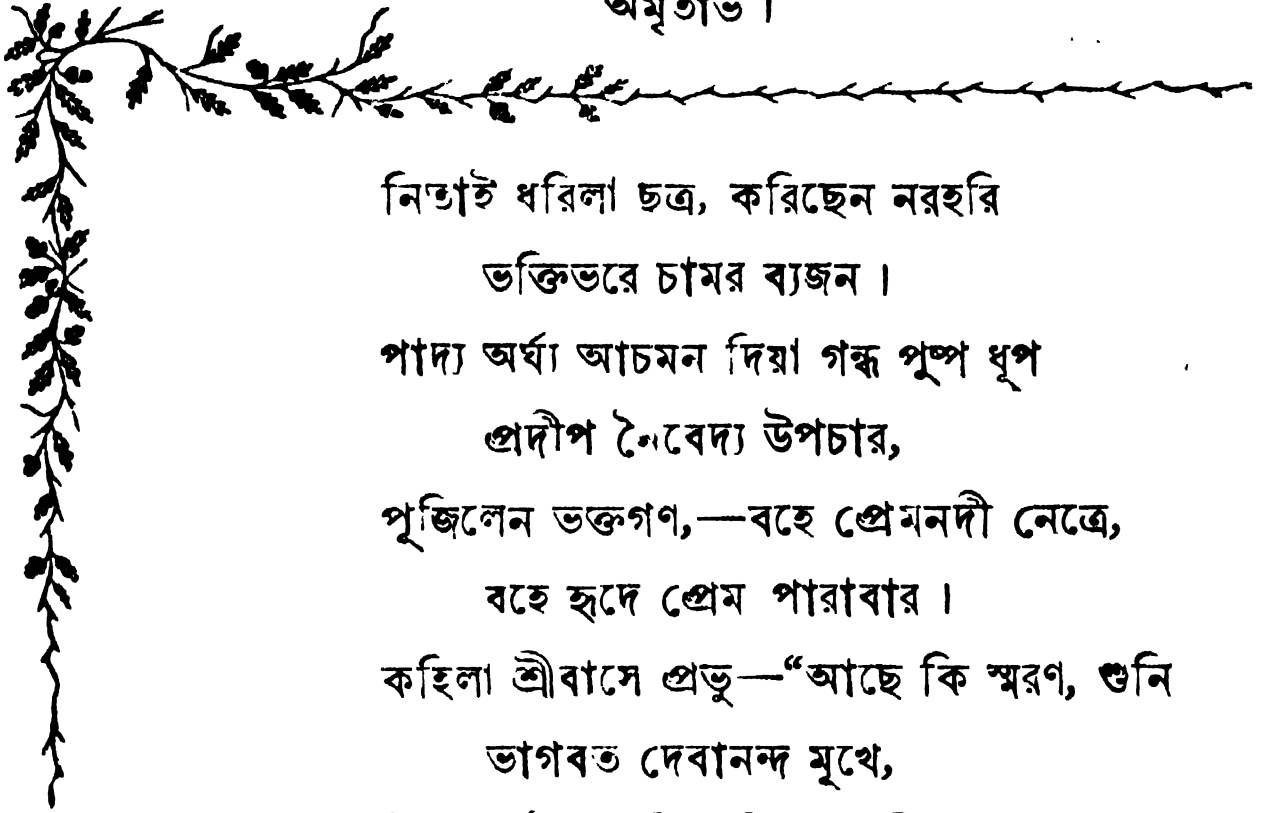 অমৃতাভ ।
নিতাই ধরিলা ছত্র, করিছেন নরহরি
ভক্তিভরে চামর ব্যজন ।
পাদ্য অর্ঘ্য আচমন দিয়া গন্ধ পুষ্প ধূপ
প্রদীপ নৈবেদ্য উপচার,
পূজিলেন ভক্তগণ,—বহে প্রেমনদী নেত্রে,
বহে হৃদে প্রেম পারাবার ।
কহিলা শ্রীবাসে প্রভু—“আছে কি স্মরণ, শুনি
ভাগবত দেবানন্দ মুখে,